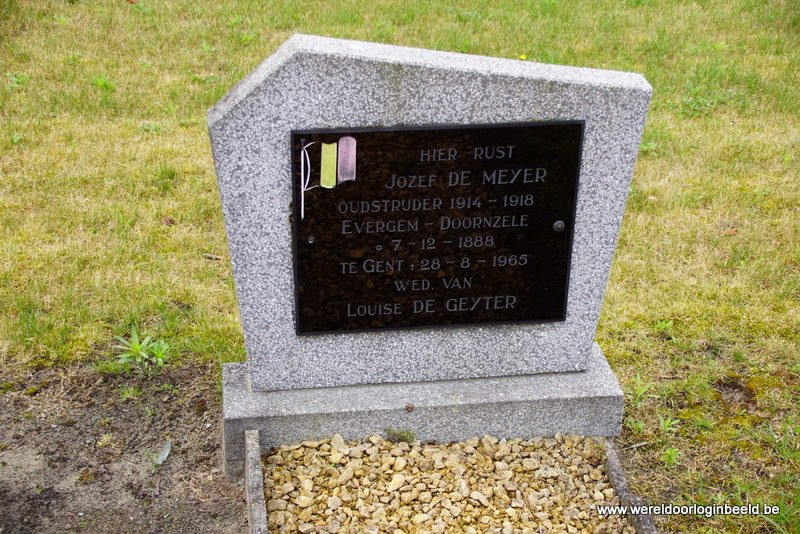 HIER RUST
JOZEF DE MEYER
OUDSTRIJDER 1914 - 1918
EVERGEM - DOORNZELE
* 7 - 12 - 1888
TE GENT † 28 - 8 - 1965
WED. VAN
LOUISE DE GEYTER
www.wereldoorloginbeeld.be